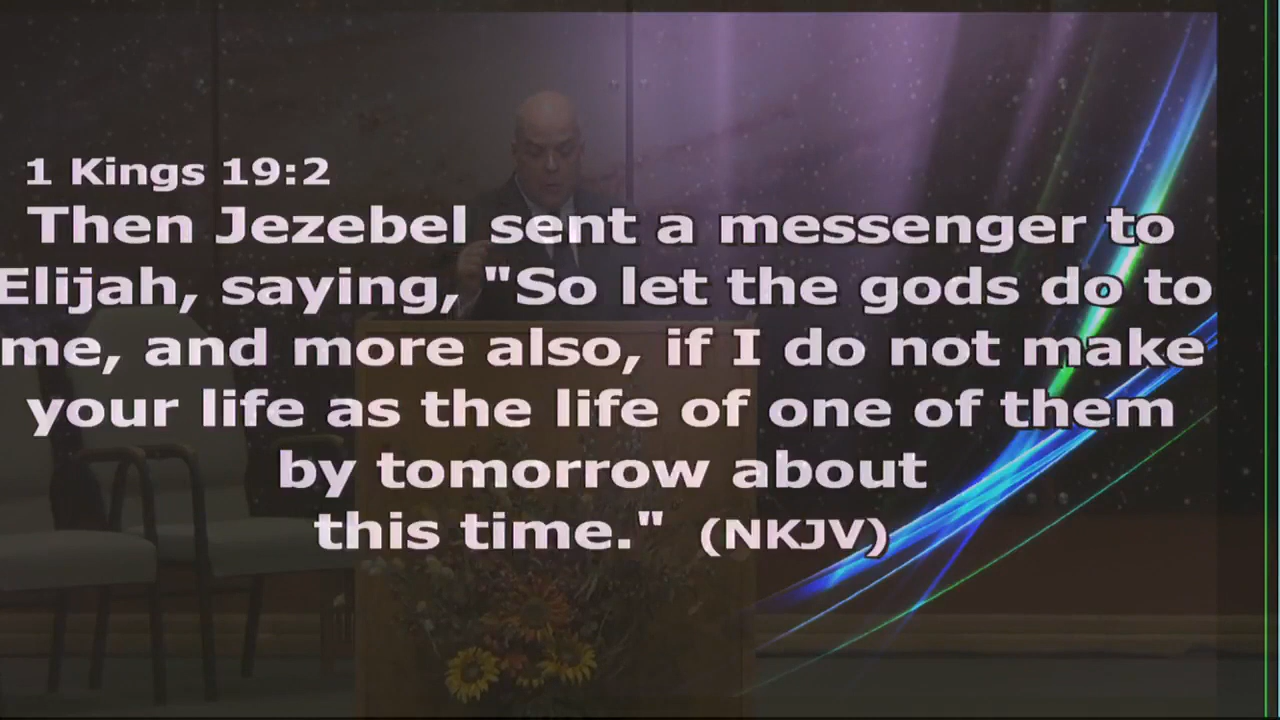 1 Kings 19:2
Then Jezebel sent a messenger to
Elijah, saying, "So let the gods do to
me, and more also, if I do not make
your life as the life of one of them
by tomorrow about
this time." (NKJV)